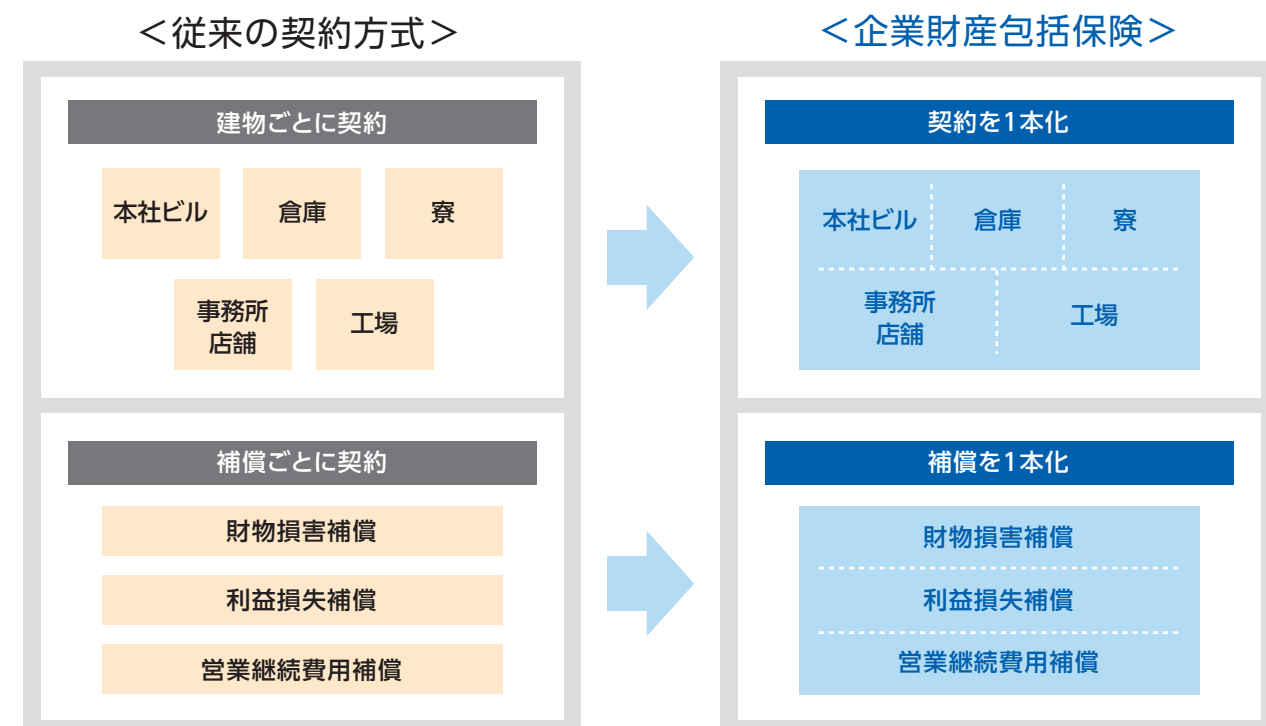 ＜従来の契約方式＞
建物ごとに契約
本社ビル
倉庫
寮
事務所
店舗
工場
補償ごとに契約
財物損害補償
利益損失補償
営業継続費用補償
＜企業財産包括保険＞
契約を1本化
本社ビル
倉庫
寮
事務所
店舗
工場
補償を1本化
財物損害補償
利益損失補償
営業継続費用補償